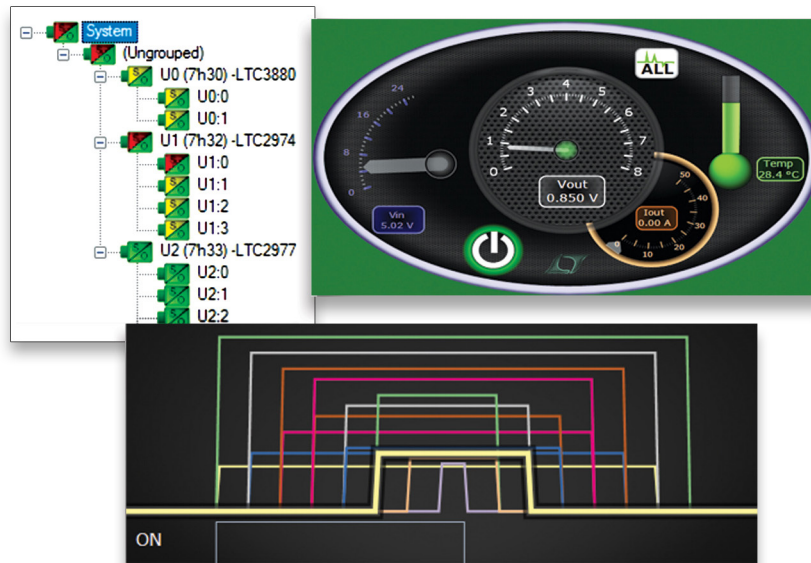 System
(Ungrouped)
U0 (7h30) -LTC3880
U0:0
U0:1
U1 (7h32) -LTC2974
U1:0
U1:1
U1:2
U1:3
U2 (7h33) -LTC2977
U2:0
U2:1
U2:2
ALL
24
16
8
0
Vin
5.02 V
0
1
2
3
4
5
6
7
8
Vout
0.850 V
Temp
28.4 °C
Iout
0.00 A
0
10
20
30
40
50
ON